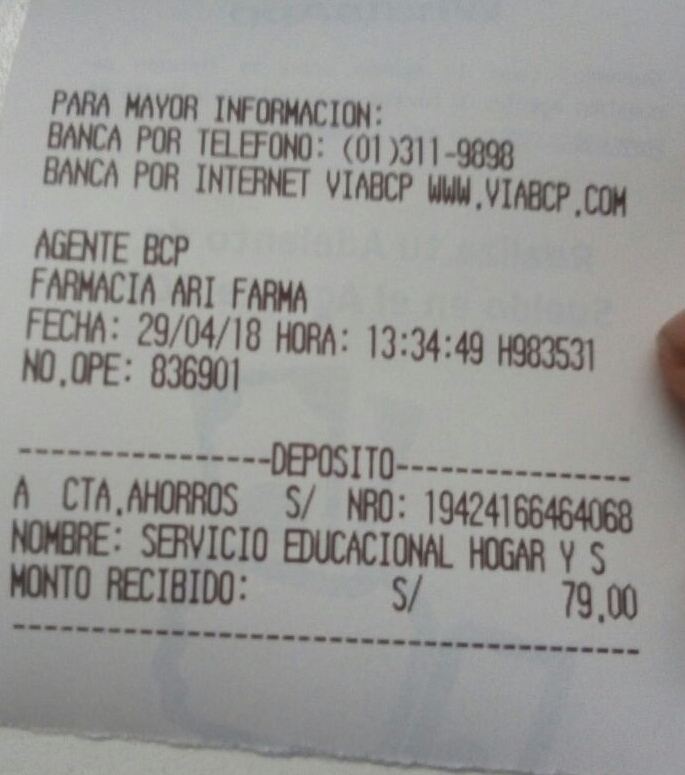 PARA MAYOR INFORMACION:
BANCA POR TELEFONO: (01)311-9898
BANCA POR INTERNET VIABCP WWW.VIABCP.COM
AGENTE BCP
FARMACIA ARI FARMA
FECHA: 29/04/18 HORA: 13:34:49 H983531
NO.OPE: 836901
----------------DEPOSITO----------------
A CTA.AHORROS S/ NRO: 19424166464068
NOMBRE: SERVICIO EDUCACIONAL HOGAR Y S
MONTO RECIBIDO: S/ 79.00
----------------------------------------